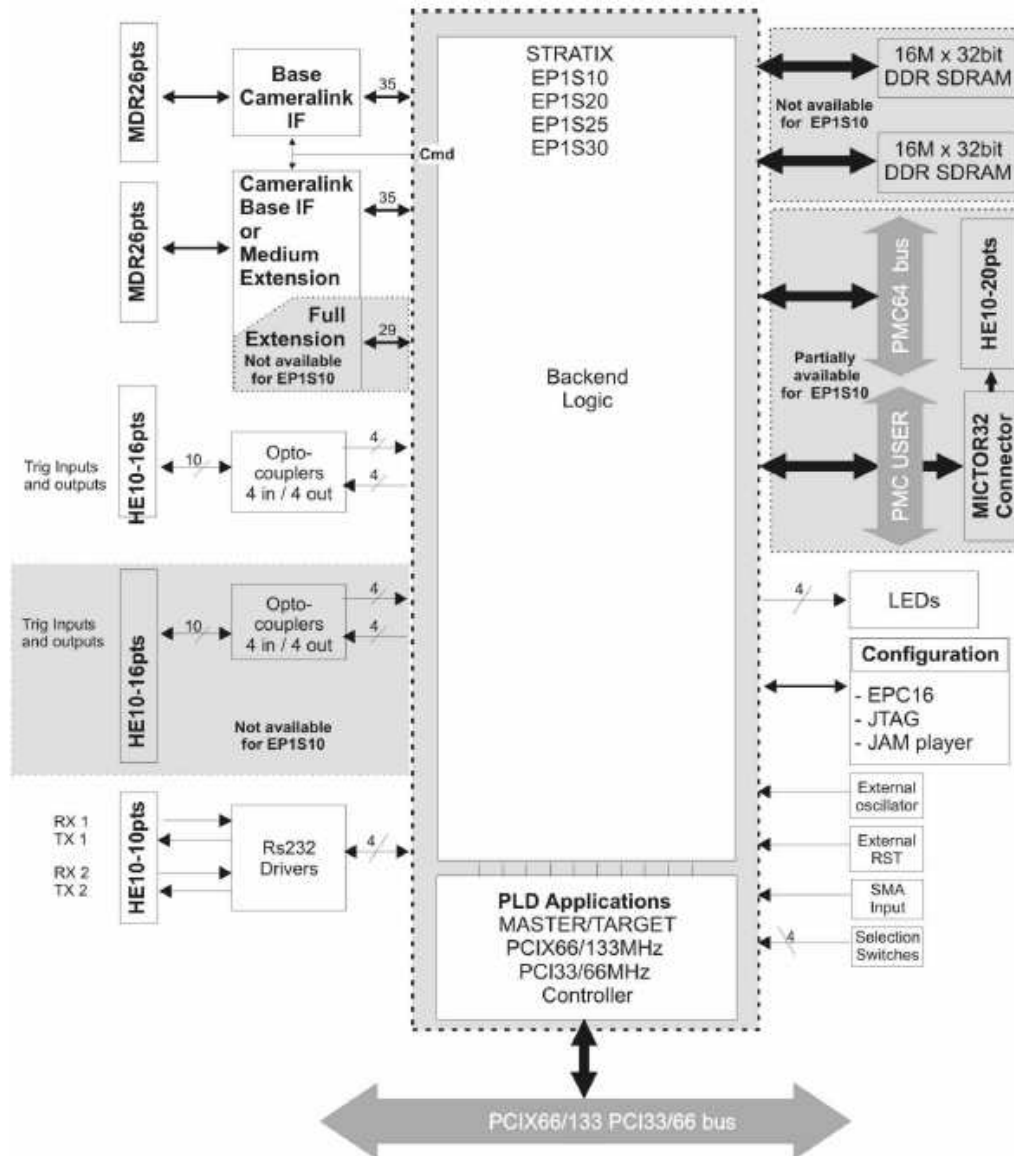 MDR26pts
Base
Cameralink
IF
35
Cmd
MDR26pts
Cameralink
Base IF
or
Medium
Extension
35
Full
Extension
Not available
for EP1S10
29
Trig Inputs
and outputs
HE10-16pts
10
Opto-
couplers
4 in / 4 out
4
4
Trig Inputs
and outputs
HE10-16pts
10
Opto-
couplers
4 in / 4 out
4
4
Not available
for EP1S10
RX 1
TX 1
RX 2
TX 2
HE10-10pts
Rs232
Drivers
4
STRATIX
EP1S10
EP1S20
EP1S25
EP1S30
Backend
Logic
PLD Applications
MASTER/TARGET
PCIX66/133MHz
PCI33/66MHz
Controller
16M x 32bit
DDR SDRAM
Not available
for EP1S10
16M x 32bit
DDR SDRAM
PMC64 bus
HE10-20pts
Partially
available
for EP1S10
PMC USER
MICTOR32
Connector
4
LEDs
Configuration
- EPC16
- JTAG
- JAM player
External
oscillator
External
RST
SMA
Input
4
Selection
Switches
PCIX66/133 PCI33/66 bus